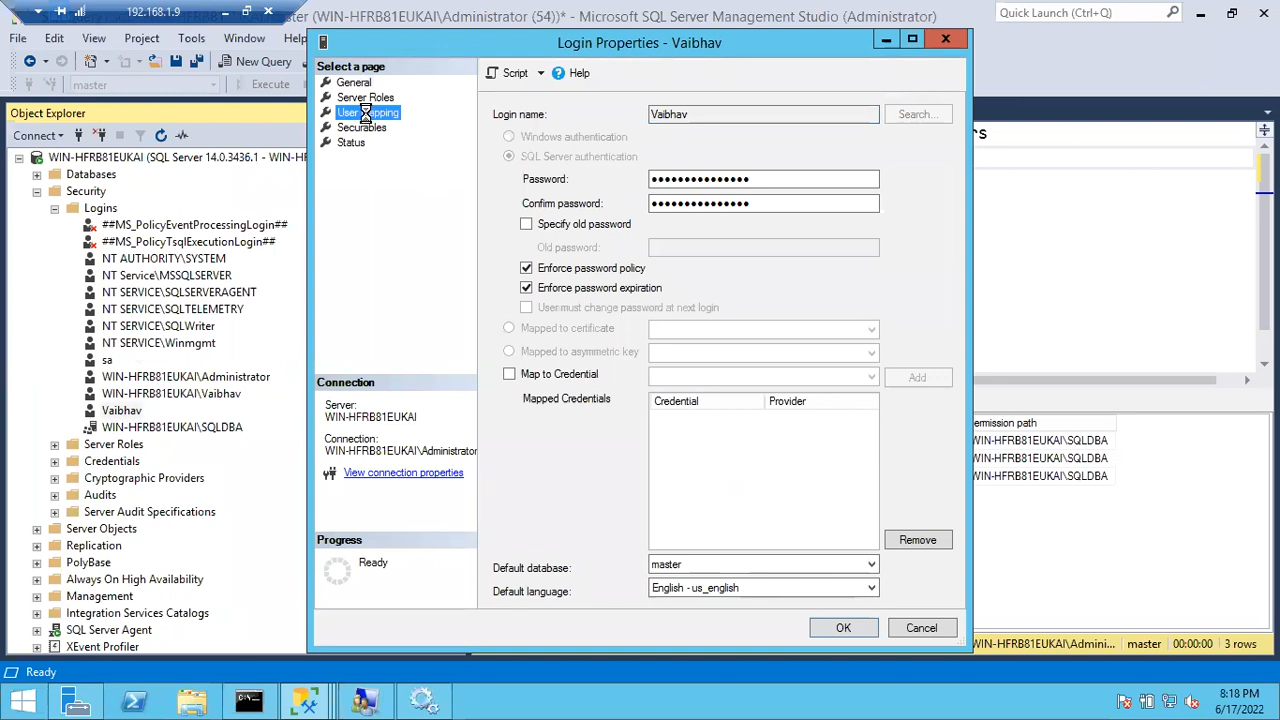 192.168.1.9
ster (WIN-HFRB81EUKAI\Administrator (54))* - Microsoft SQL Server Management Studio (Administrator)
Quick Launch (Ctrl+Q)
File Edit View Project Tools Window Help
New Query
master
Execute
Object Explorer
Connect
WIN-HFRB81EUKAI (SQL Server 14.0.3436.1 - WIN-HFR
Databases
Security
Logins
##MS_PolicyEventProcessingLogin##
##MS_PolicyTsqlExecutionLogin##
NT AUTHORITY\SYSTEM
NT Service\MSSQLSERVER
NT SERVICE\SQLSERVERAGENT
NT SERVICE\SQLTELEMETRY
NT SERVICE\SQLWriter
NT SERVICE\Winmgmt
sa
WIN-HFRB81EUKAI\Administrator
WIN-HFRB81EUKAI\Vaibhav
Vaibhav
WIN-HFRB81EUKAI\SQLDBA
Server Roles
Credentials
Cryptographic Providers
Audits
Server Audit Specifications
Server Objects
Replication
PolyBase
Always On High Availability
Management
Integration Services Catalogs
SQL Server Agent
XEvent Profiler
Login Properties - Vaibhav
Select a page
General
Server Roles
User Mapping
Securables
Status
Connection
Server:
WIN-HFRB81EUKAI
Connection:
WIN-HFRB81EUKAI\Administrator
View connection properties
Progress
Ready
Script
Help
Login name: Vaibhav Search...
Windows authentication
SQL Server authentication
Password: •••••••••••••••
Confirm password: •••••••••••••••
Specify old password
Old password:
Enforce password policy
Enforce password expiration
User must change password at next login
Mapped to certificate
Mapped to asymmetric key
Map to Credential Add
Mapped Credentials Credential Provider
Remove
Default database: master
Default language: English - us_english
OK Cancel
rs
ermission path
WIN-HFRB81EUKAI\SQLDBA
WIN-HFRB81EUKAI\SQLDBA
WIN-HFRB81EUKAI\SQLDBA
WIN-HFRB81EUKAI\Admini... master 00:00:00 3 rows
Ready
8:18 PM
6/17/2022